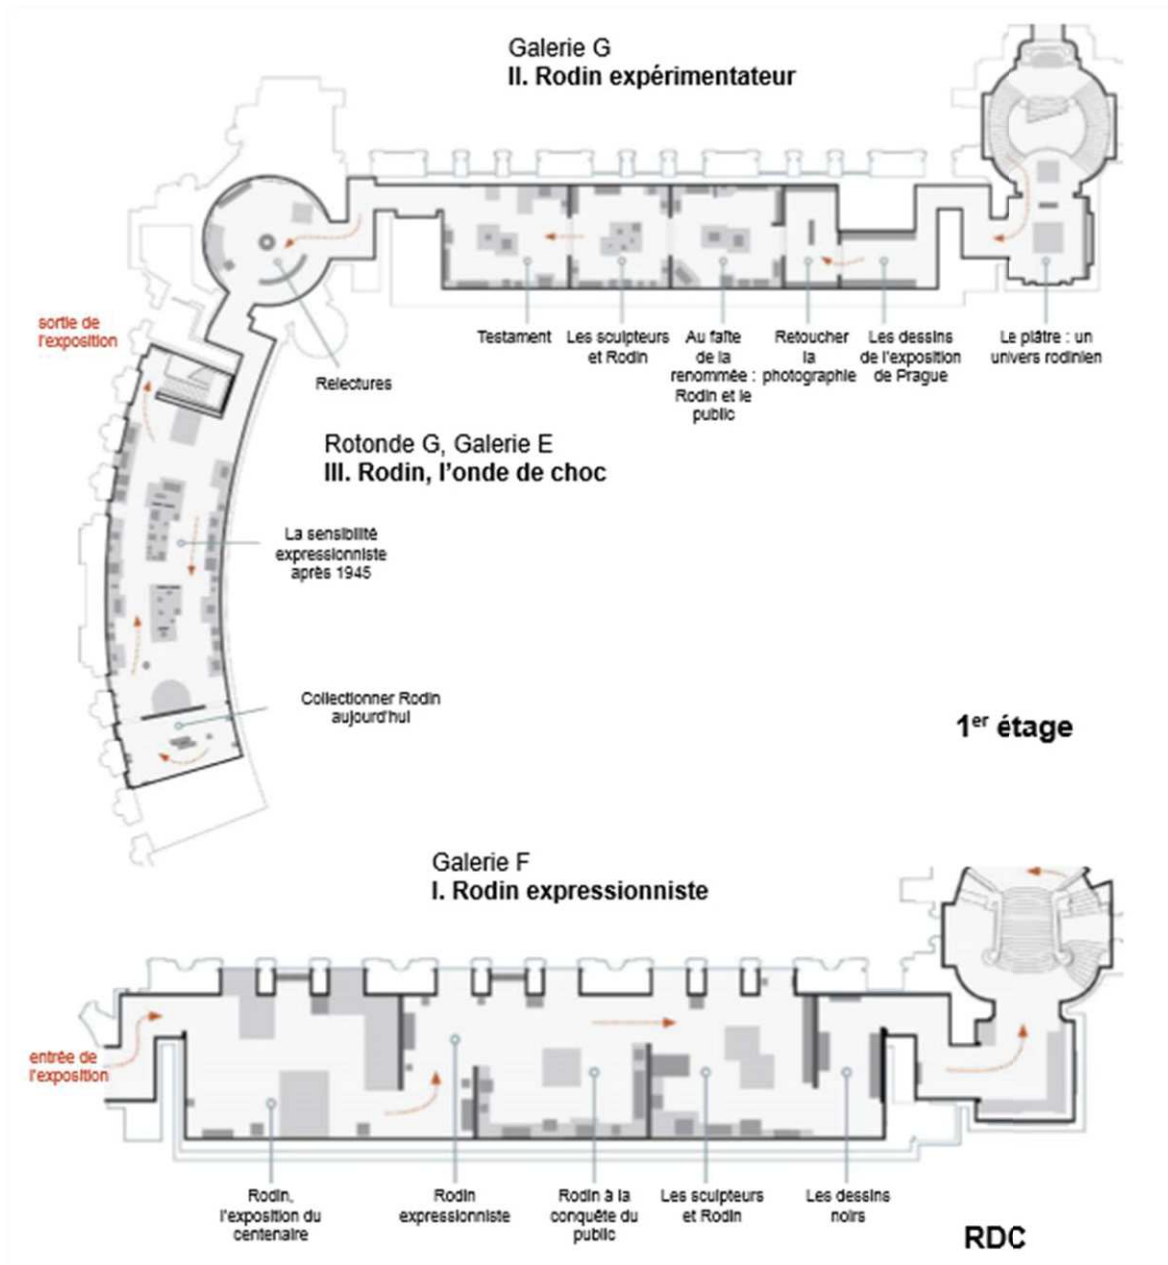 Galerie G
II. Rodin expérimentateur
sortie de
l'exposition
Testament
Les sculpteurs
et Rodin
Au faîte
de la
renommée :
Rodin et le
public
Retoucher
la
photographie
Les dessins
de l'exposition
de Prague
Le plâtre : un
univers rodinien
Relectures
Rotonde G, Galerie E
III. Rodin, l'onde de choc
La sensibilité
expressionniste
après 1945
Collectionner Rodin
aujourd'hui
1er étage
Galerie F
I. Rodin expressionniste
entrée de
l'exposition
Rodin,
l'exposition du
centenaire
Rodin
expressionniste
Rodin à la
conquête du
public
Les sculpteurs
et Rodin
Les dessins
noirs
RDC